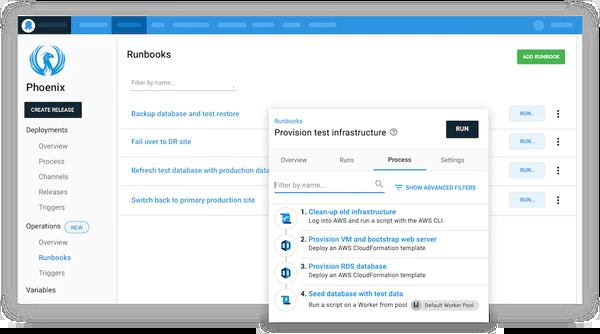 Phoenix
CREATE RELEASE
Deployments
Overview
Process
Channels
Releases
Triggers
Operations NEW
Overview
Runbooks
Triggers
Variables
Runbooks
ADD RUNBOOK
Filter by name...
Backup database and test restore
RUN...
Fail over to DR site
RUN...
Refresh test database with production data
RUN...
Switch back to primary production site
RUN...
Runbooks
Provision test infrastructure
RUN
Overview Runs Process Settings
Filter by name...
SHOW ADVANCED FILTERS
1. Clean-up old infrastructure
Log into AWS and run a script with the AWS CLI.
2. Provision VM and bootstrap web server
Deploy an AWS CloudFormation template
3. Provision RDS database
Deploy an AWS CloudFormation template
4. Seed database with test data
Run a script on a Worker from pool Default Worker Pool